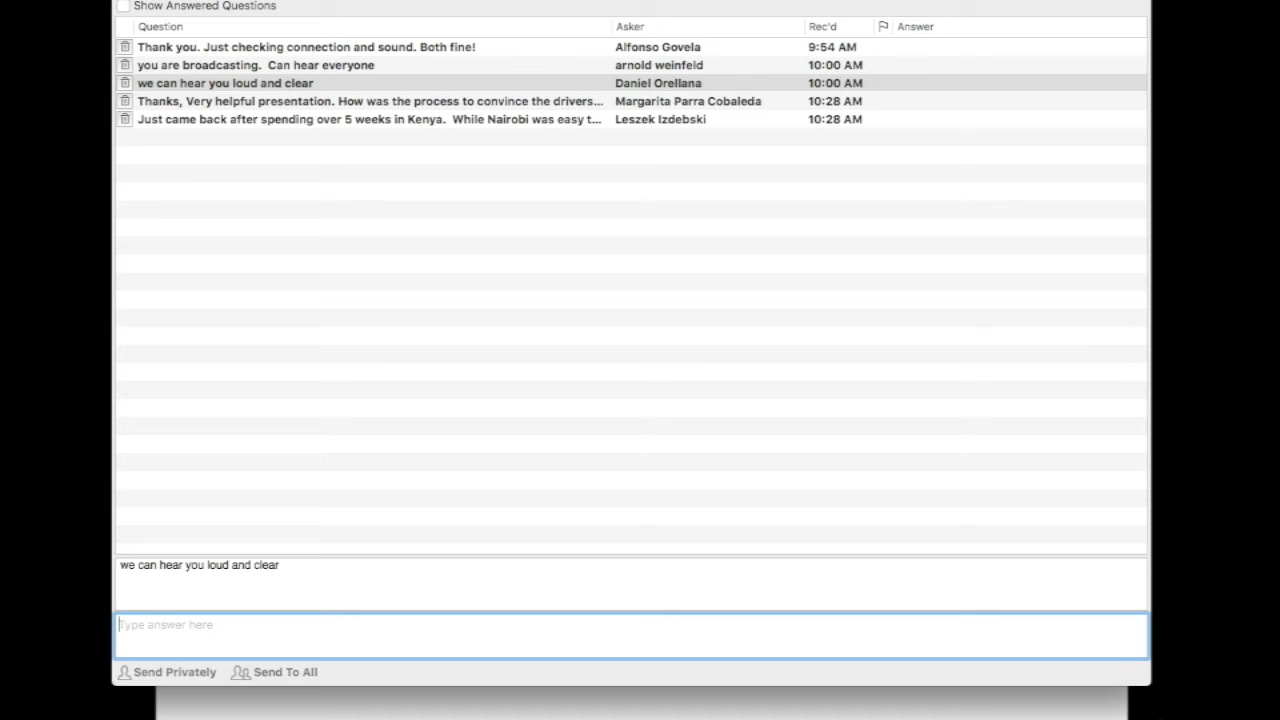 Show Answered Questions
Question Asker Rec'd Answer
Thank you. Just checking connection and sound. Both fine! Alfonso Govela 9:54 AM
you are broadcasting. Can hear everyone arnold weinfeld 10:00 AM
we can hear you loud and clear Daniel Orellana 10:00 AM
Thanks, Very helpful presentation. How was the process to convince the drivers... Margarita Parra Cobaleda 10:28 AM
Just came back after spending over 5 weeks in Kenya. While Nairobi was easy t... Leszek Izdebski 10:28 AM
we can hear you loud and clear
Type answer here
Send Privately Send To All